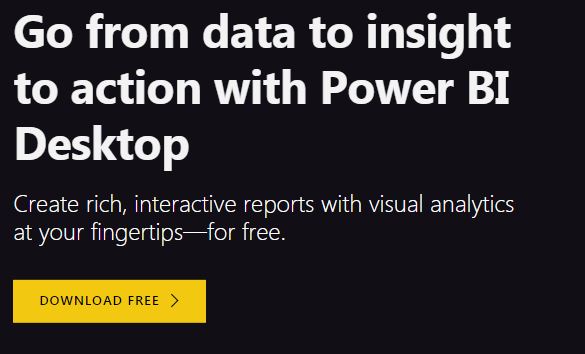 Go from data to insight
to action with Power BI
Desktop
Create rich, interactive reports with visual analytics
at your fingertips—for free.
DOWNLOAD FREE